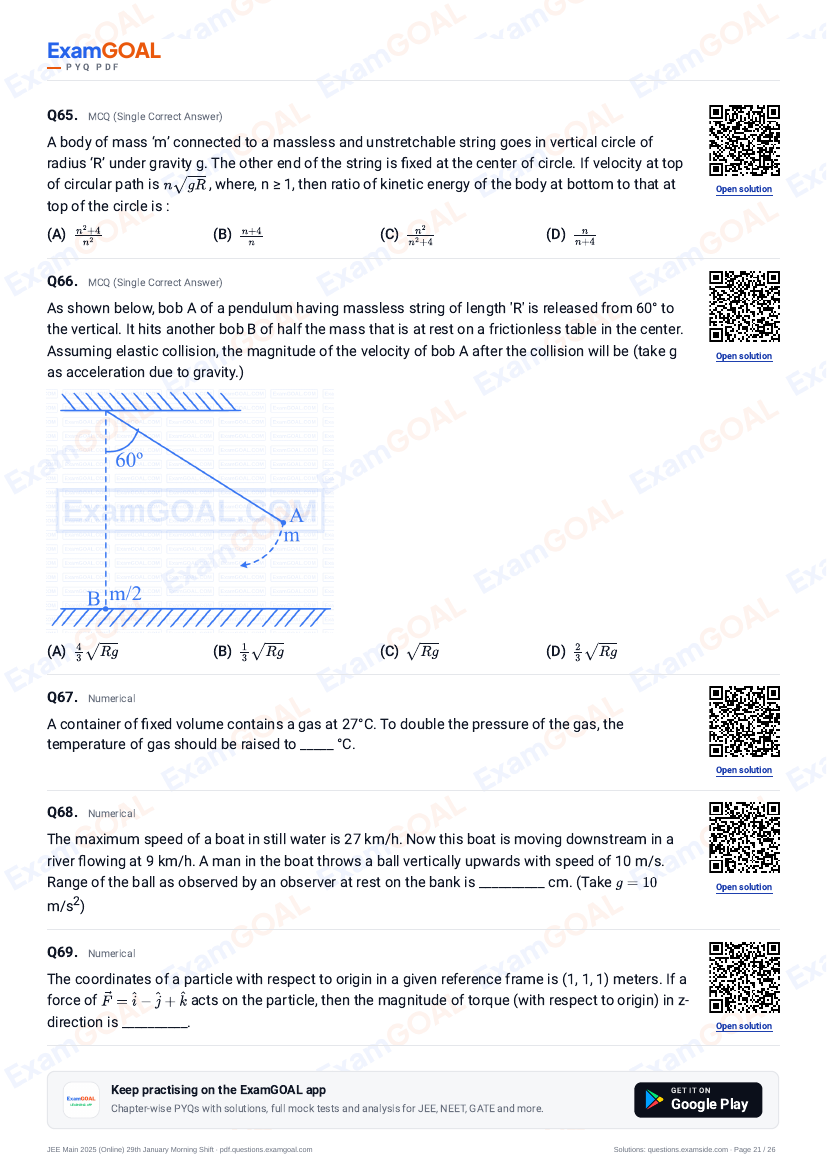 ExamGOAL
PYQ PDF
Q65. MCQ (Single Correct Answer)
A body of mass 'm' connected to a massless and unstretchable string goes in vertical circle of
radius 'R' under gravity g. The other end of the string is fixed at the center of circle. If velocity at top
of circular path is n√(gR), where, n ≥ 1, then ratio of kinetic energy of the body at bottom to that at
top of the circle is :
(A) (n²+4)/n² (B) (n+4)/n (C) n²/(n²+4) (D) n/(n+4)
Open solution
Q66. MCQ (Single Correct Answer)
As shown below, bob A of a pendulum having massless string of length 'R' is released from 60° to
the vertical. It hits another bob B of half the mass that is at rest on a frictionless table in the center.
Assuming elastic collision, the magnitude of the velocity of bob A after the collision will be (take g
as acceleration due to gravity.)
Open solution
60º
ExamGOAL.COM
A
m
B m/2
(A) 4/3 √Rg (B) 1/3 √Rg (C) √Rg (D) 2/3 √Rg
Q67. Numerical
A container of fixed volume contains a gas at 27°C. To double the pressure of the gas, the
temperature of gas should be raised to _____ °C.
Open solution
Q68. Numerical
The maximum speed of a boat in still water is 27 km/h. Now this boat is moving downstream in a
river flowing at 9 km/h. A man in the boat throws a ball vertically upwards with speed of 10 m/s.
Range of the ball as observed by an observer at rest on the bank is __________ cm. (Take g = 10
m/s²)
Open solution
Q69. Numerical
The coordinates of a particle with respect to origin in a given reference frame is (1, 1, 1) meters. If a
force of F⃗ = î − ĵ + k̂ acts on the particle, then the magnitude of torque (with respect to origin) in z-
direction is __________.
Open solution
ExamGOAL
Keep practising on the ExamGOAL app
Chapter-wise PYQs with solutions, full mock tests and analysis for JEE, NEET, GATE and more.
GET IT ON
Google Play
JEE Main 2025 (Online) 29th January Morning Shift · pdf.questions.examgoal.com
Solutions: questions.examside.com · Page 21 / 26